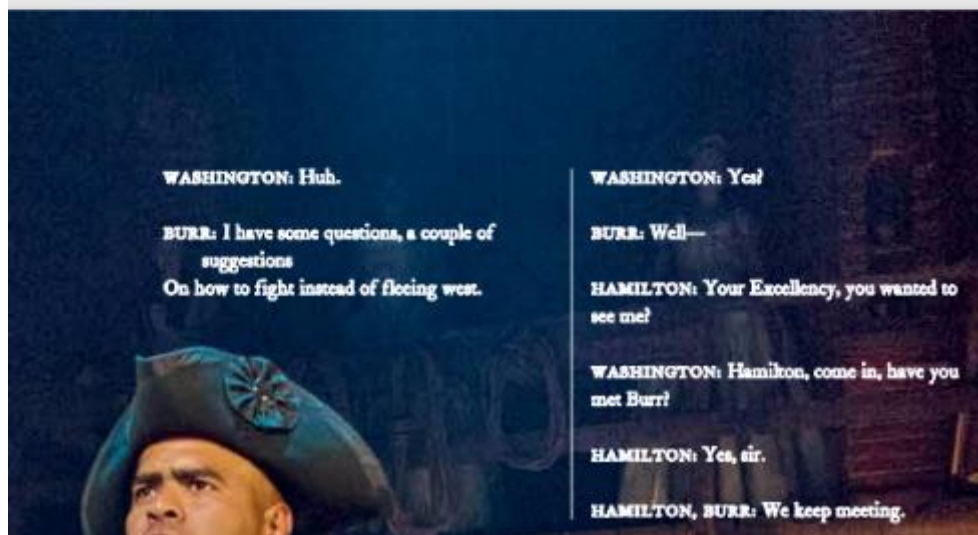 WASHINGTON: Huh.
BURR: I have some questions, a couple of
suggestions
On how to fight instead of fleeing west.
WASHINGTON: Yes?
BURR: Well—
HAMILTON: Your Excellency, you wanted to
see me?
WASHINGTON: Hamilton, come in, have you
met Burr?
HAMILTON: Yes, sir.
HAMILTON, BURR: We keep meeting.